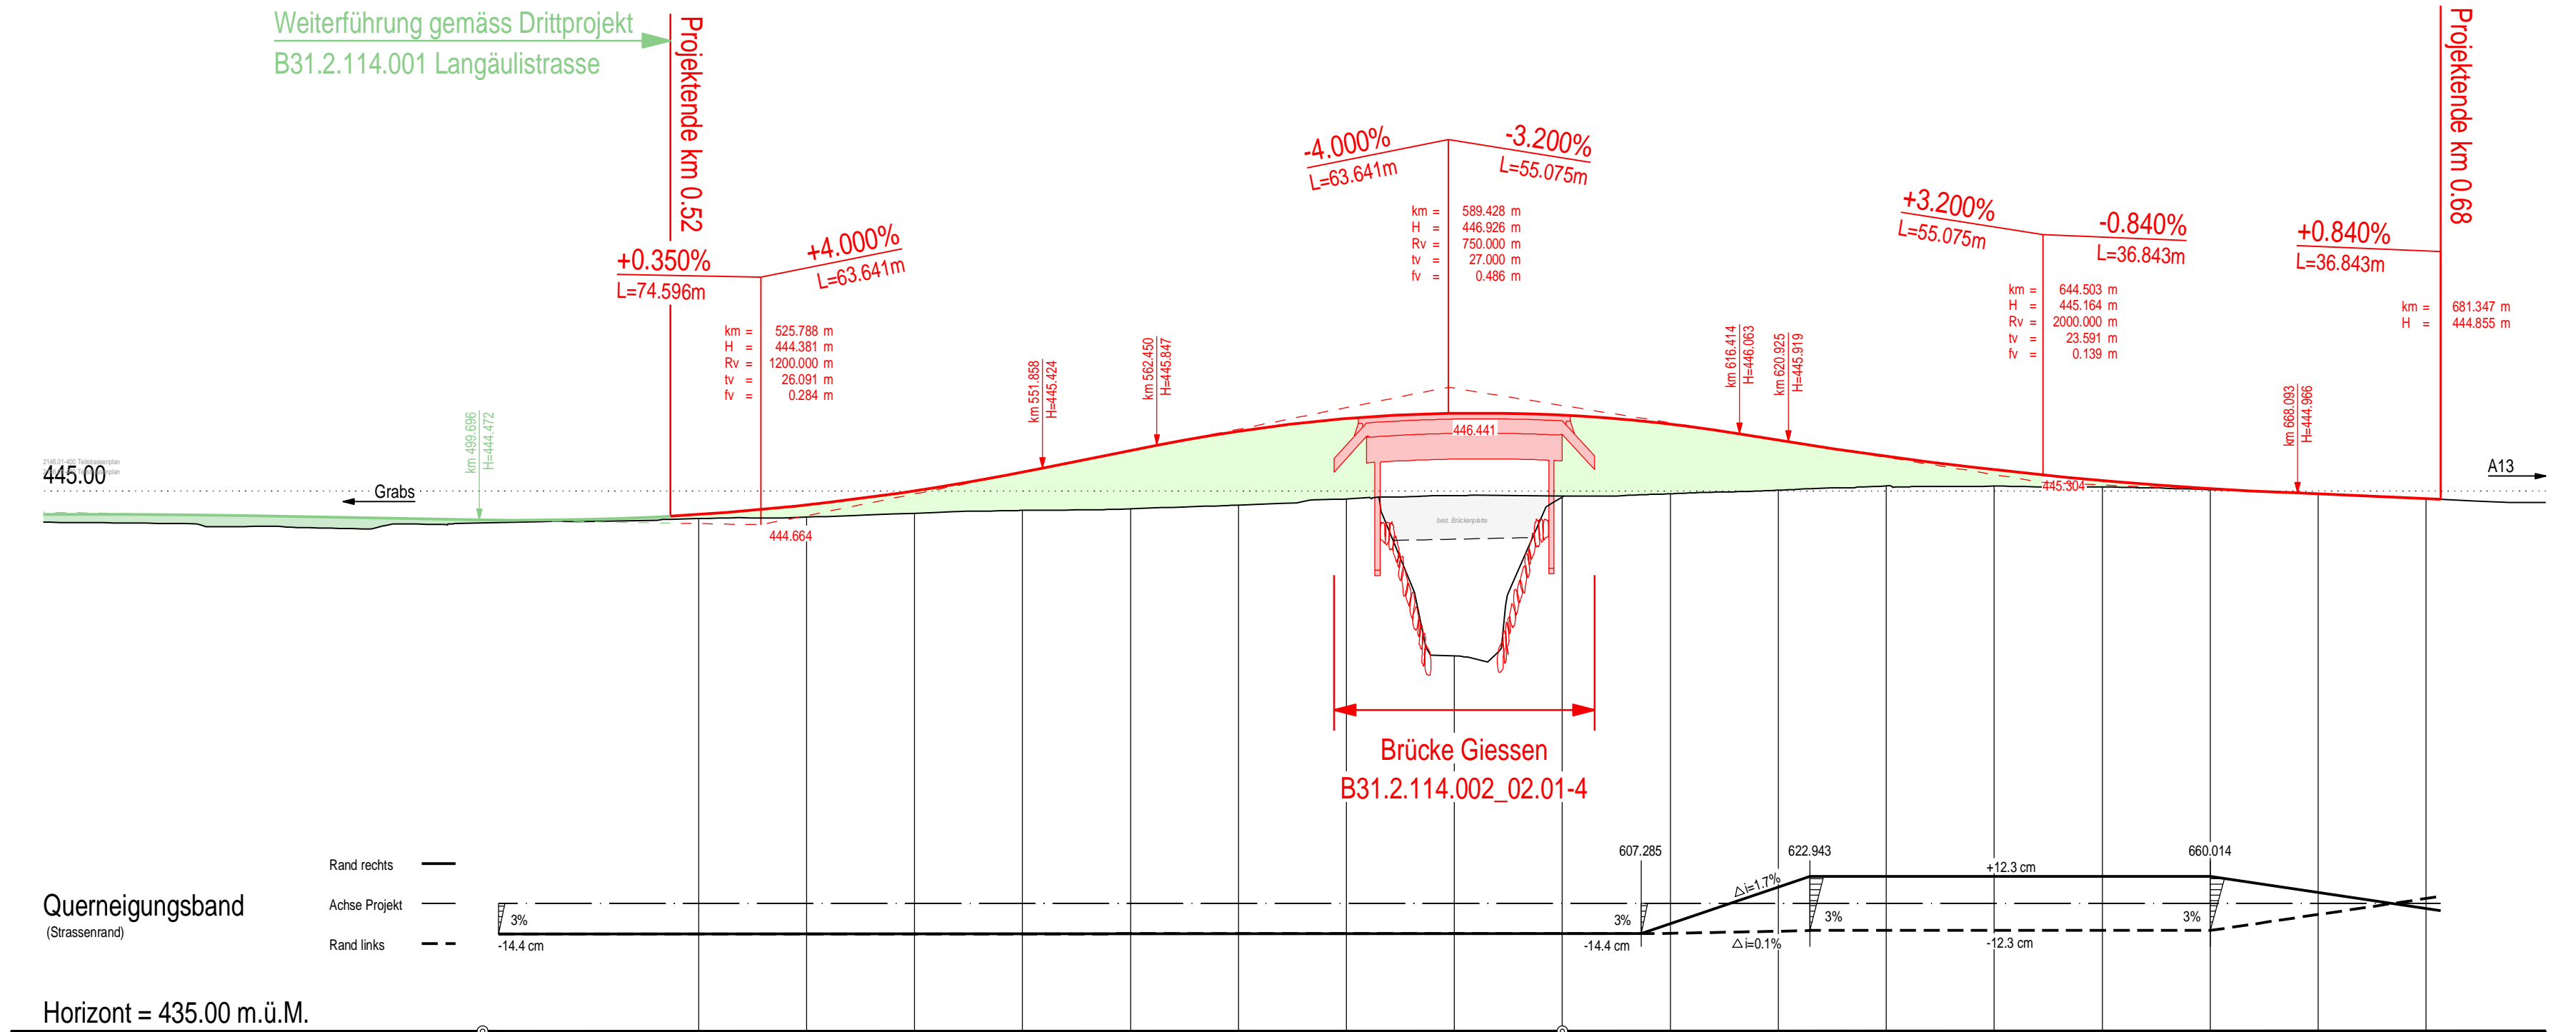 Weiterführung gemäss Drittprojekt
B31.2.114.001 Langäulistrasse
Projektende km 0.52
Projektende km 0.68
+0.350%
L=74.596m
+4.000%
L=63.641m
km = 525.788 m
H = 444.381 m
Rv = 1200.000 m
tv = 26.091 m
fv = 0.284 m
-4.000%
L=63.641m
-3.200%
L=55.075m
km = 589.428 m
H = 446.926 m
Rv = 750.000 m
tv = 27.000 m
fv = 0.486 m
+3.200%
L=55.075m
-0.840%
L=36.843m
km = 644.503 m
H = 445.164 m
Rv = 2000.000 m
tv = 23.591 m
fv = 0.139 m
+0.840%
L=36.843m
km = 681.347 m
H = 444.855 m
km 499.696
H=444.472
km 551.858
H=445.424
km 562.450
H=445.847
km 616.414
H=446.063
km 620.925
H=445.919
km 668.093
H=444.966
2146.01-400 Teilstrassenplan
445.00
Grabs
A13
446.441
445.304
444.664
best. Brückenplatte
Brücke Giessen
B31.2.114.002_02.01-4
Querneigungsband
(Strassenrand)
Rand rechts
Achse Projekt
Rand links
3%
-14.4 cm
607.285
3%
-14.4 cm
△i=1.7%
△i=0.1%
622.943
3%
+12.3 cm
-12.3 cm
660.014
3%
Horizont = 435.00 m.ü.M.